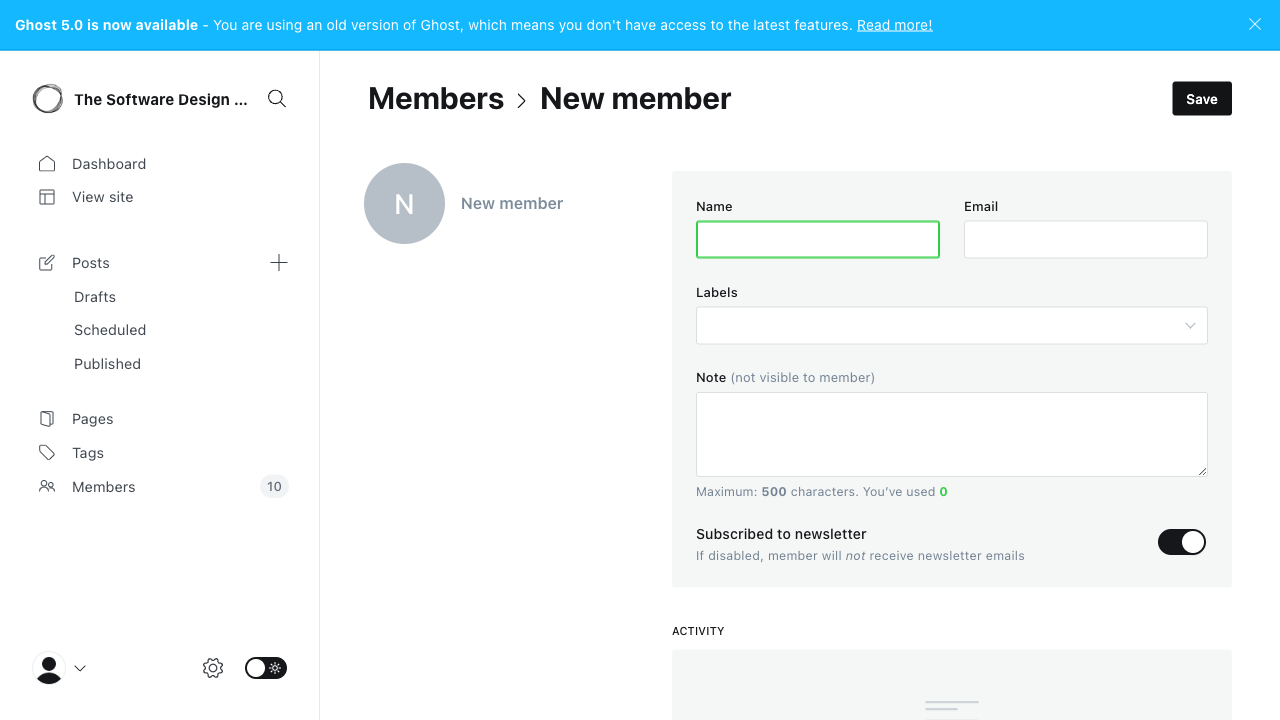 Ghost 5.0 is now available - You are using an old version of Ghost, which means you don't have access to the latest features. Read more!
The Software Design ...
Dashboard
View site
Posts
Drafts
Scheduled
Published
Pages
Tags
Members 10
Members > New member
Save
N
New member
Name
Email
Labels
Note (not visible to member)
Maximum: 500 characters. You've used 0
Subscribed to newsletter
If disabled, member will not receive newsletter emails
ACTIVITY